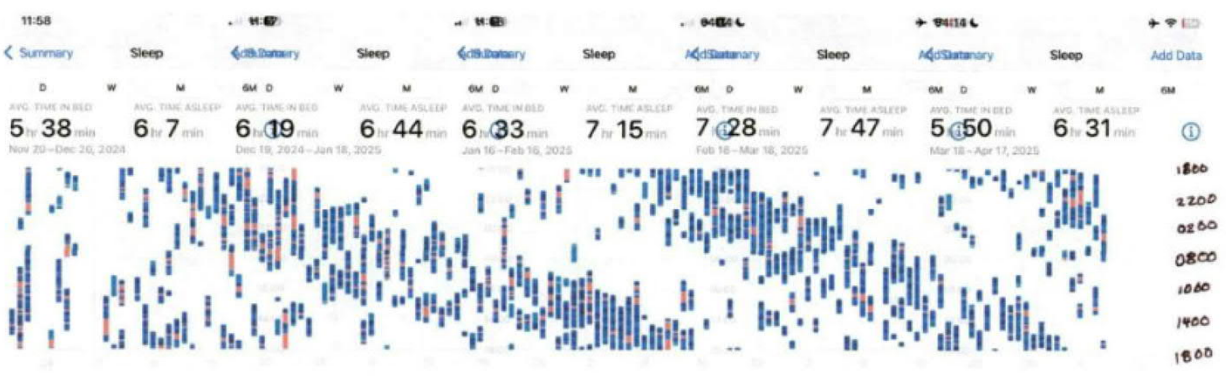 11:58
Summary Sleep Sleep Sleep Sleep Sleep Add Data
D W M 6M D W M 6M D W M 6M D W M 6M D W M 6M
AVG. TIME IN BED AVG. TIME ASLEEP AVG. TIME IN BED AVG. TIME ASLEEP AVG. TIME IN BED AVG. TIME ASLEEP AVG. TIME IN BED AVG. TIME ASLEEP AVG. TIME IN BED AVG. TIME ASLEEP
5 hr 38 min 6 hr 7 min 6 19 6 hr 44 min 6 33 7 hr 15 min 7 28 7 hr 47 min 5 50 6 hr 31 min
Nov 20–Dec 20, 2024 Dec 19, 2024–Jan 18, 2025 Jan 16–Feb 16, 2025 Feb 16–Mar 18, 2025 Mar 18–Apr 17, 2025
1800
2200
0200
0800
1000
1400
1800